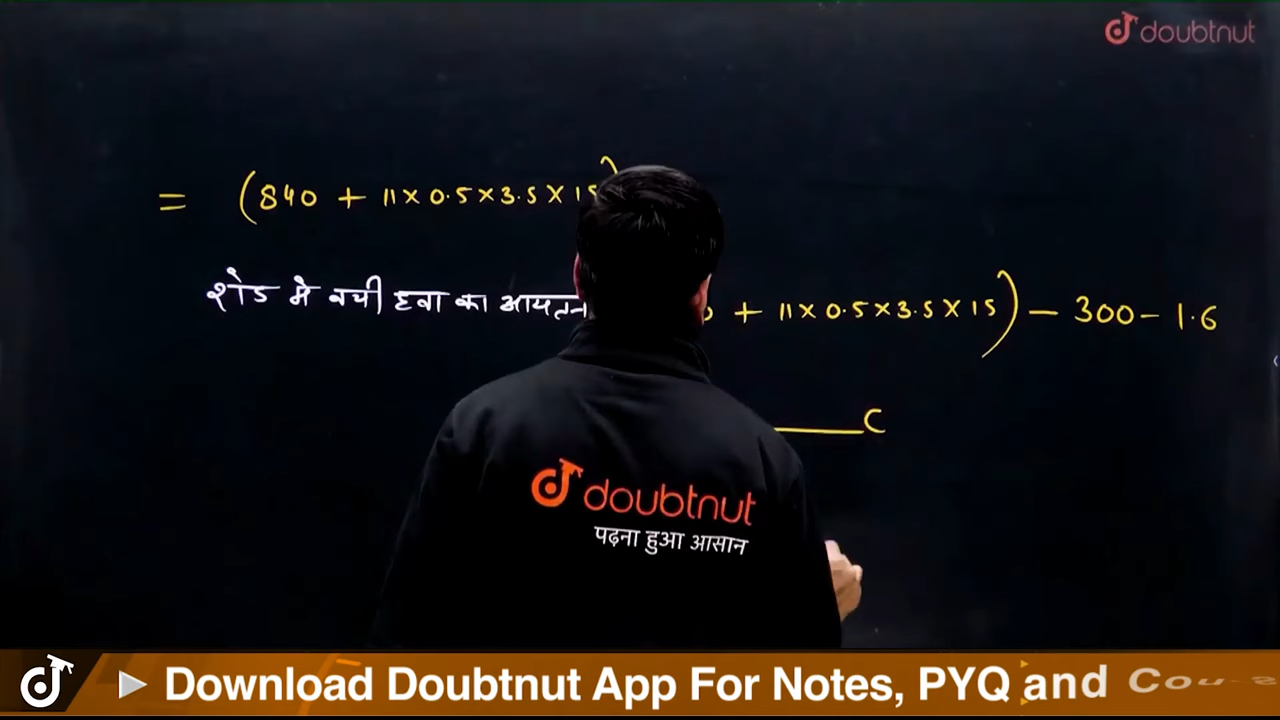 doubtnut
= (840 + 11 × 0.5 × 3.5 × 15)
शेड में बची हवा का आयतन + 11 × 0.5 × 3.5 × 15) − 300 − 1.6
C
doubtnut
पढ़ना हुआ आसान
Download Doubtnut App For Notes, PYQ and